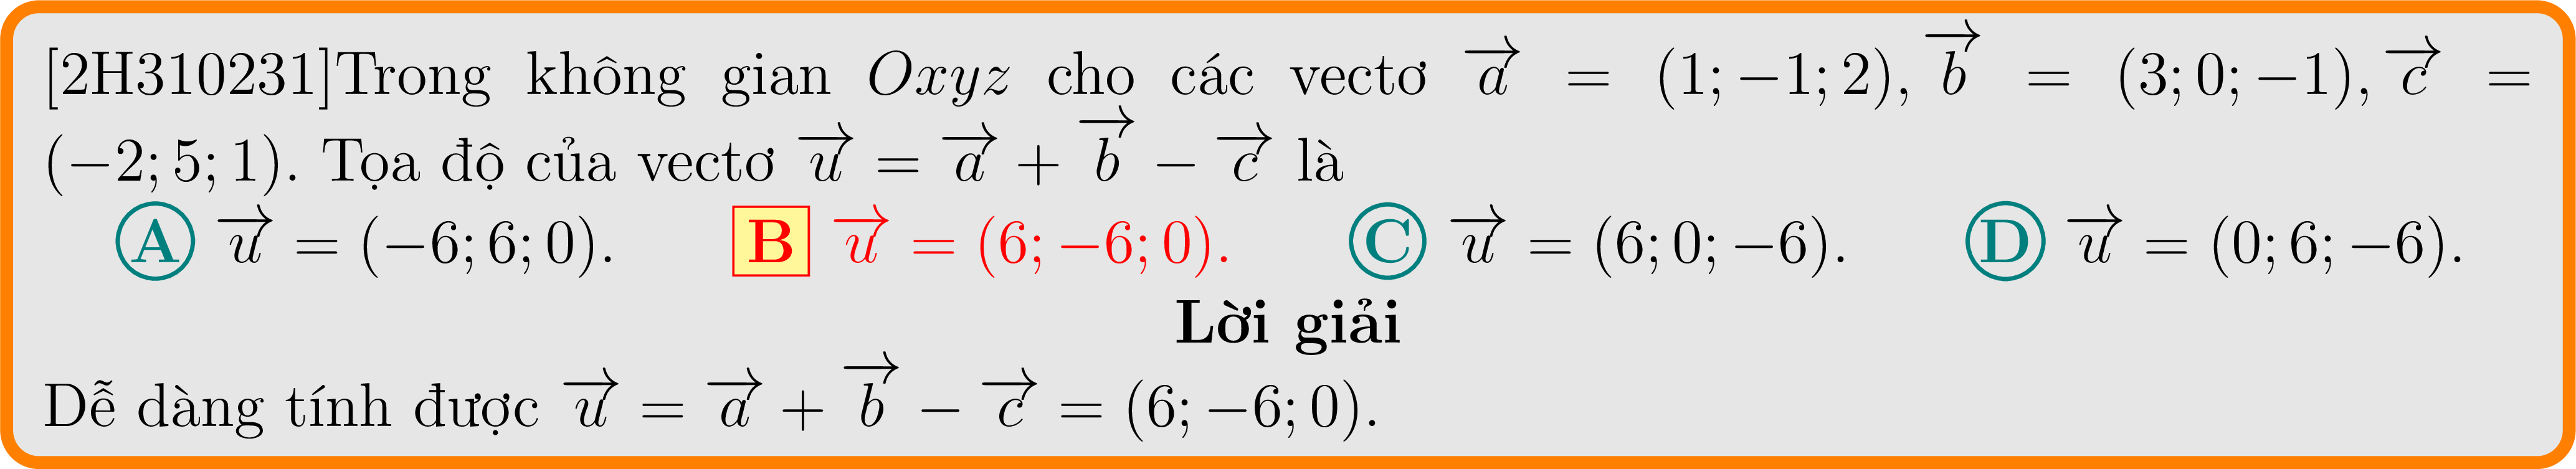 [2H310231]Trong không gian Oxyz cho các vectơ $\overrightarrow{a}$ = (1; −1; 2), $\overrightarrow{b}$ = (3; 0; −1), $\overrightarrow{c}$ =
(−2; 5; 1). Tọa độ của vectơ $\overrightarrow{u}$ = $\overrightarrow{a}$ + $\overrightarrow{b}$ − $\overrightarrow{c}$ là
A $\overrightarrow{u}$ = (−6; 6; 0). B $\overrightarrow{u}$ = (6; −6; 0). C $\overrightarrow{u}$ = (6; 0; −6). D $\overrightarrow{u}$ = (0; 6; −6).
Lời giải
Dễ dàng tính được $\overrightarrow{u}$ = $\overrightarrow{a}$ + $\overrightarrow{b}$ − $\overrightarrow{c}$ = (6; −6; 0).